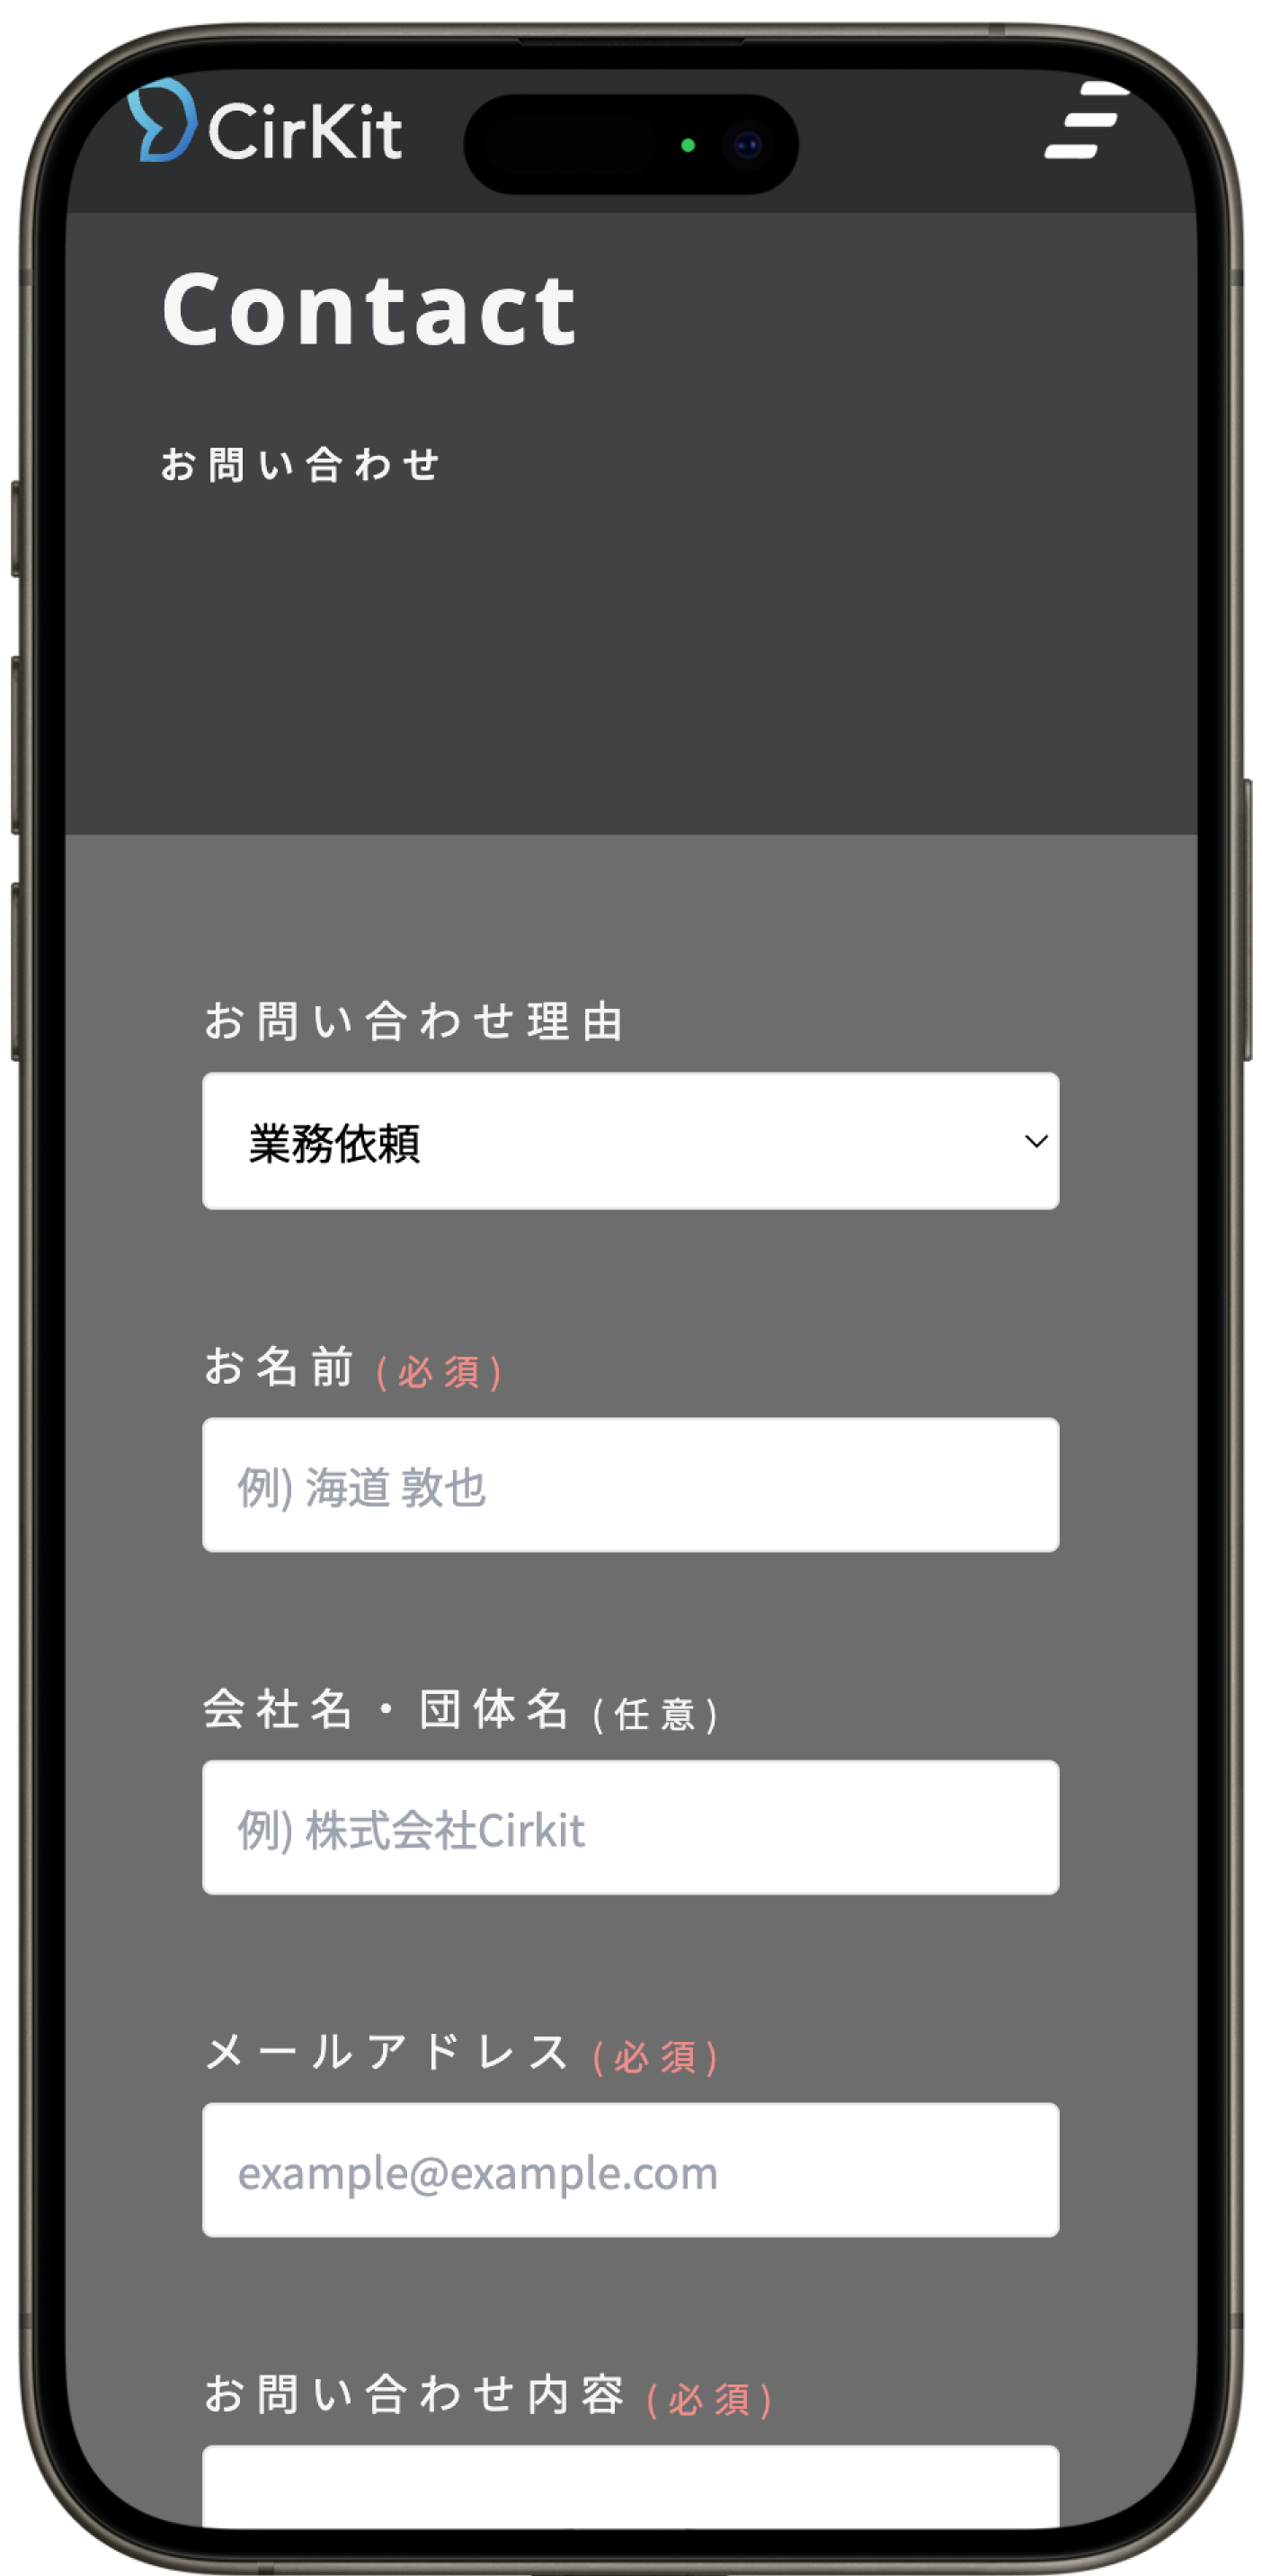 CirKit
Contact
お問い合わせ
お問い合わせ理由
業務依頼
お名前 (必須)
例) 海道 敦也
会社名・団体名 (任意)
例) 株式会社Cirkit
メールアドレス (必須)
example@example.com
お問い合わせ内容 (必須)